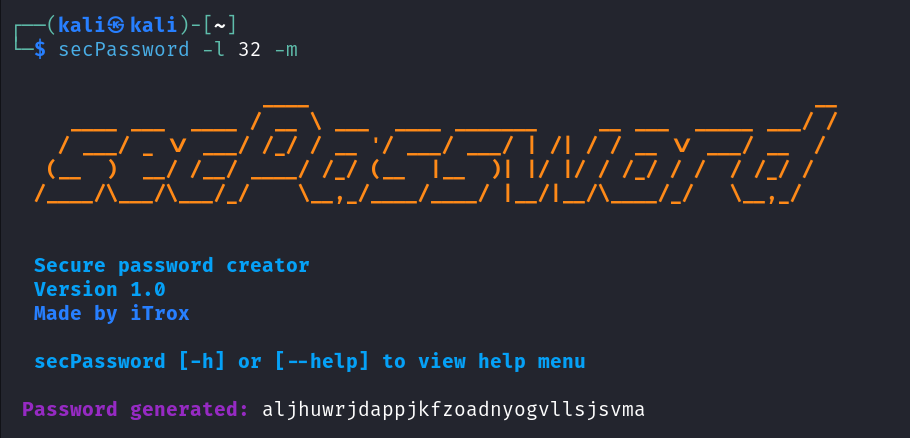 ┌──(kali㉿kali)-[~]
└─$ secPassword -l 32 -m
secPassword
Secure password creator
Version 1.0
Made by iTrox
secPassword [-h] or [--help] to view help menu
Password generated: aljhuwrjdappjkfzoadnyogvllsjsvma